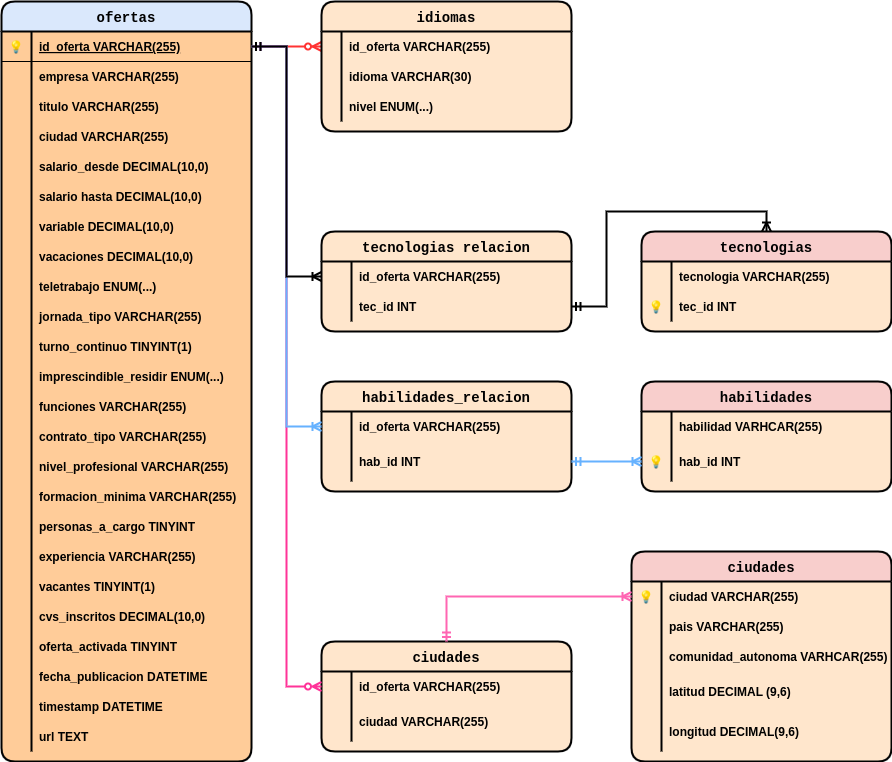 ofertas
id_oferta VARCHAR(255)
empresa VARCHAR(255)
titulo VARCHAR(255)
ciudad VARCHAR(255)
salario_desde DECIMAL(10,0)
salario hasta DECIMAL(10,0)
variable DECIMAL(10,0)
vacaciones DECIMAL(10,0)
teletrabajo ENUM(...)
jornada_tipo VARCHAR(255)
turno_continuo TINYINT(1)
imprescindible_residir ENUM(...)
funciones VARCHAR(255)
contrato_tipo VARCHAR(255)
nivel_profesional VARCHAR(255)
formacion_minima VARCHAR(255)
personas_a_cargo TINYINT
experiencia VARCHAR(255)
vacantes TINYINT(1)
cvs_inscritos DECIMAL(10,0)
oferta_activada TINYINT
fecha_publicacion DATETIME
timestamp DATETIME
url TEXT
idiomas
id_oferta VARCHAR(255)
idioma VARCHAR(30)
nivel ENUM(...)
tecnologias relacion
id_oferta VARCHAR(255)
tec_id INT
tecnologias
tecnologia VARCHAR(255)
tec_id INT
habilidades_relacion
id_oferta VARCHAR(255)
hab_id INT
habilidades
habilidad VARHCAR(255)
hab_id INT
ciudades
id_oferta VARCHAR(255)
ciudad VARCHAR(255)
ciudades
ciudad VARCHAR(255)
pais VARCHAR(255)
comunidad_autonoma VARHCAR(255)
latitud DECIMAL (9,6)
longitud DECIMAL(9,6)